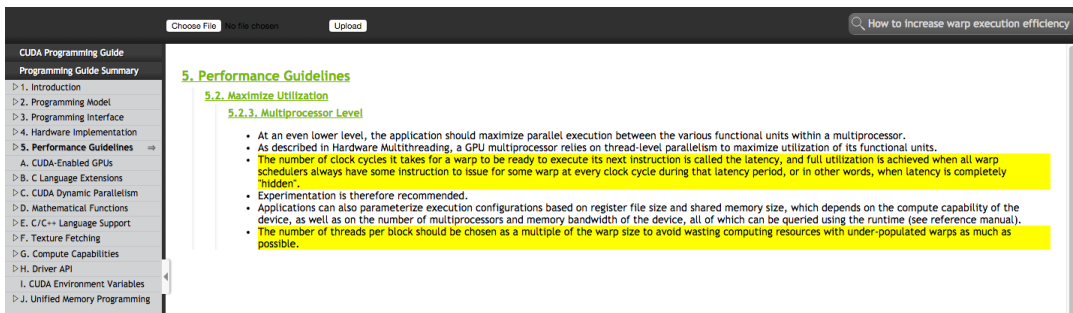 Choose File No file chosen Upload How to increase warp execution efficiency
CUDA Programming Guide
Programming Guide Summary
1. Introduction
2. Programming Model
3. Programming Interface
4. Hardware Implementation
5. Performance Guidelines ⇒
A. CUDA-Enabled GPUs
B. C Language Extensions
C. CUDA Dynamic Parallelism
D. Mathematical Functions
E. C/C++ Language Support
F. Texture Fetching
G. Compute Capabilities
H. Driver API
I. CUDA Environment Variables
J. Unified Memory Programming
5. Performance Guidelines
5.2. Maximize Utilization
5.2.3. Multiprocessor Level
• At an even lower level, the application should maximize parallel execution between the various functional units within a multiprocessor.
• As described in Hardware Multithreading, a GPU multiprocessor relies on thread-level parallelism to maximize utilization of its functional units.
• The number of clock cycles it takes for a warp to be ready to execute its next instruction is called the latency, and full utilization is achieved when all warp
schedulers always have some instruction to issue for some warp at every clock cycle during that latency period, or in other words, when latency is completely
"hidden".
• Experimentation is therefore recommended.
• Applications can also parameterize execution configurations based on register file size and shared memory size, which depends on the compute capability of the
device, as well as on the number of multiprocessors and memory bandwidth of the device, all of which can be queried using the runtime (see reference manual).
• The number of threads per block should be chosen as a multiple of the warp size to avoid wasting computing resources with under-populated warps as much as
possible.